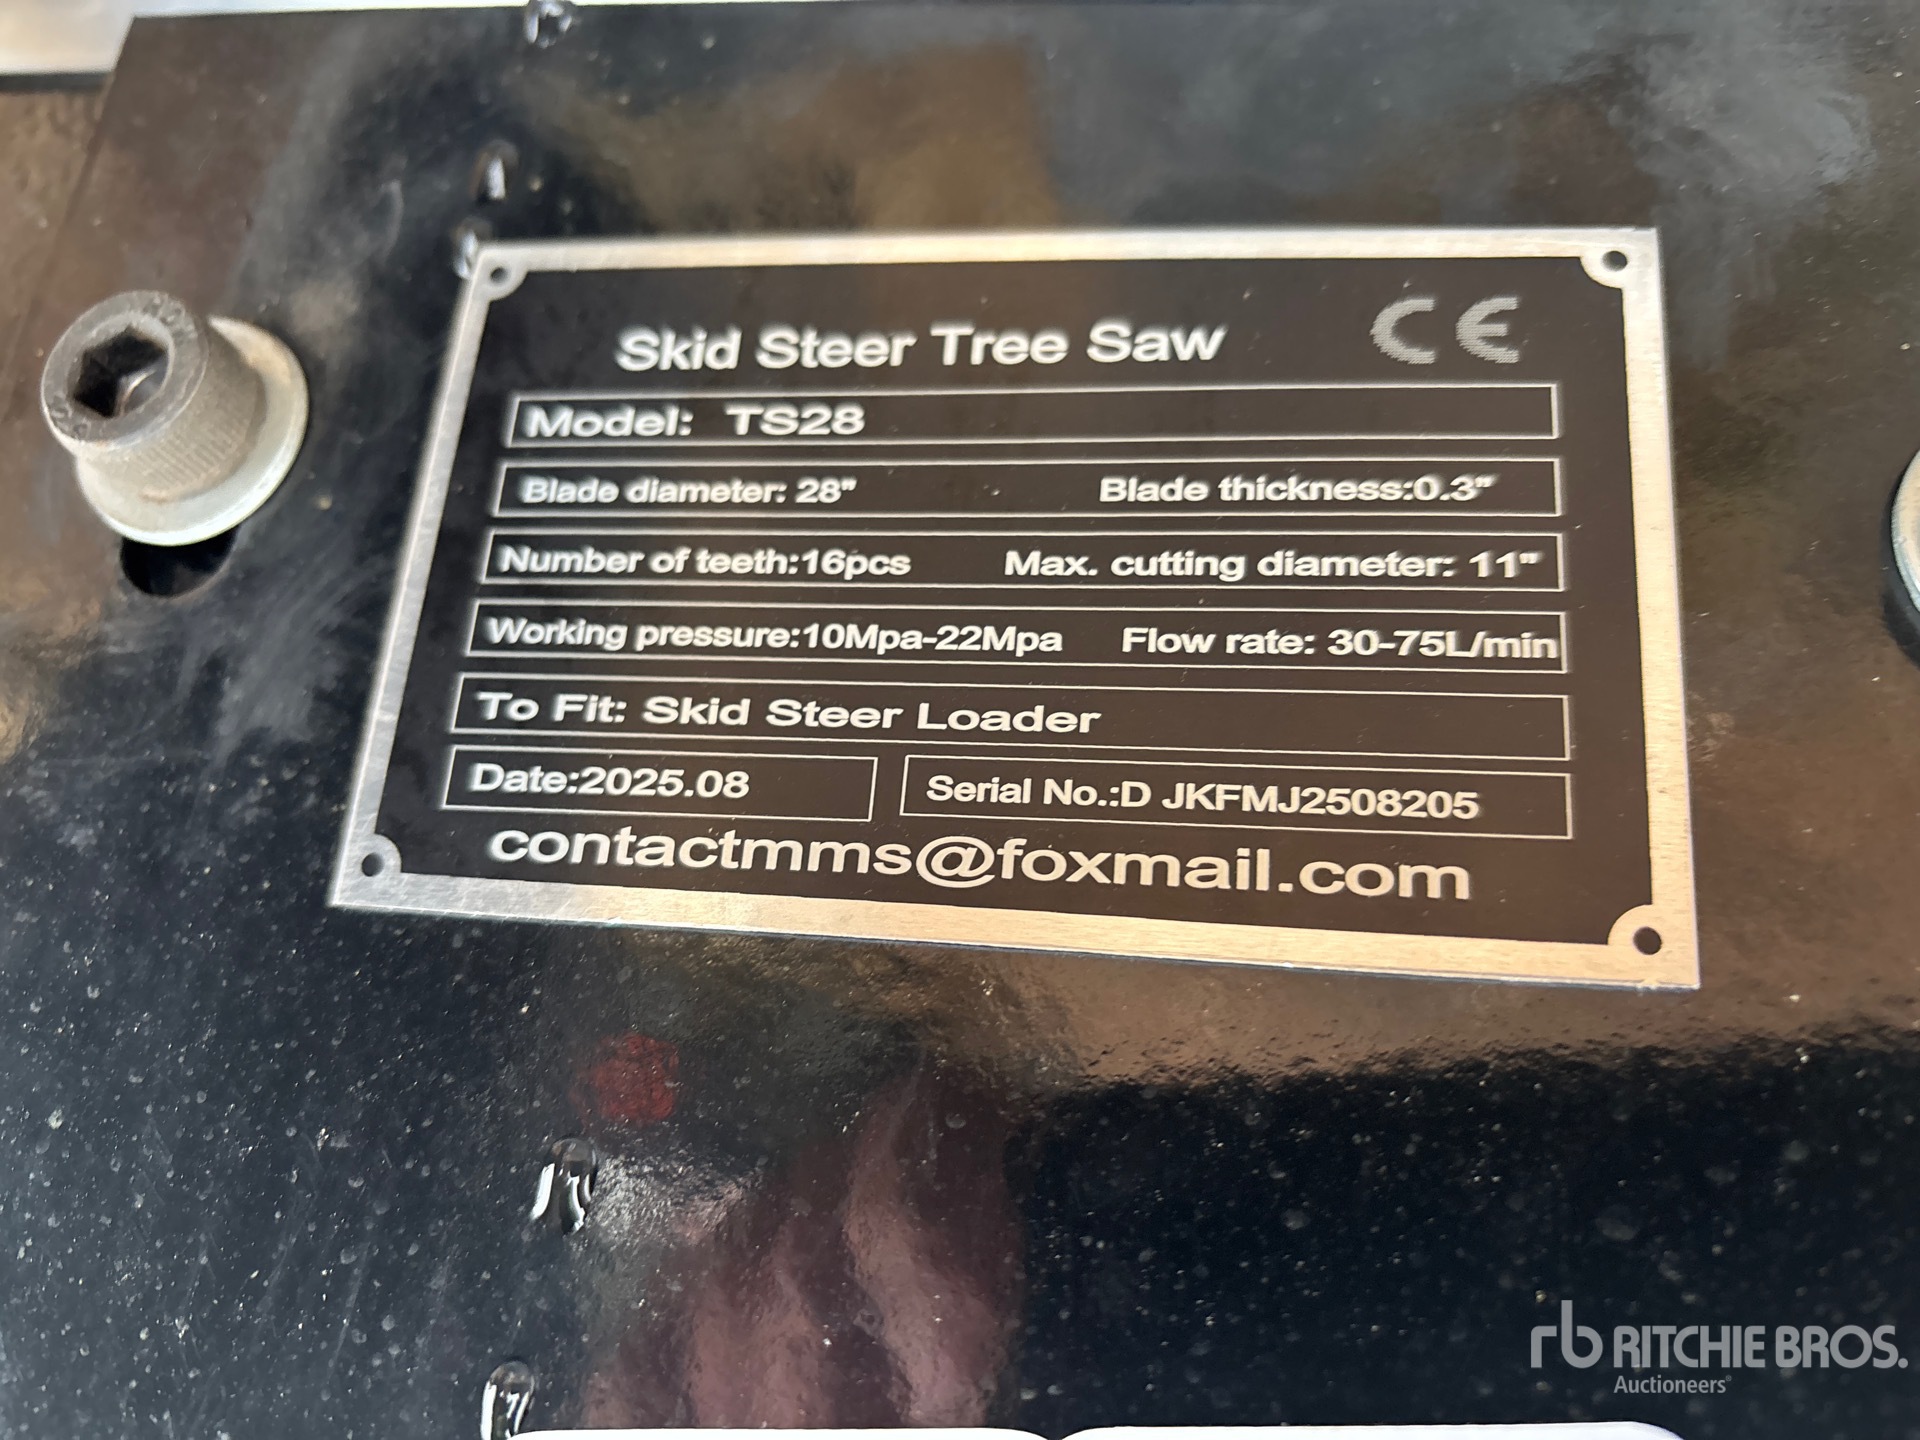 Skid Steer Tree Saw CE
Model: TS28
Blade diameter: 28" Blade thickness:0.3"
Number of teeth:16pcs Max. cutting diameter: 11"
Working pressure:10Mpa-22Mpa Flow rate: 30-75L/min
To Fit: Skid Steer Loader
Date:2025.08 Serial No.:D JKFMJ2508205
contactmms@foxmail.com
rb RITCHIE BROS.
Auctioneers